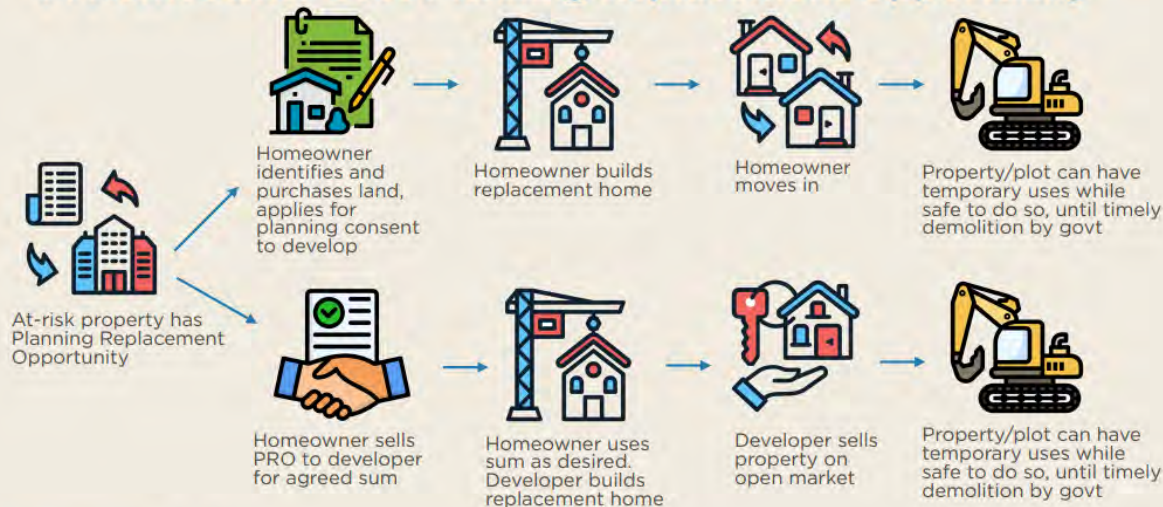 Homeowner
identifies and
purchases land,
applies for
planning consent
to develop
Homeowner builds
replacement home
Homeowner
moves in
Property/plot can have
temporary uses while
safe to do so, until timely
demolition by govt
At-risk property has
Planning Replacement
Opportunity
Homeowner sells
PRO to developer
for agreed sum
Homeowner uses
sum as desired.
Developer builds
replacement home
Developer sells
property on
open market
Property/plot can have
temporary uses while
safe to do so, until timely
demolition by govt